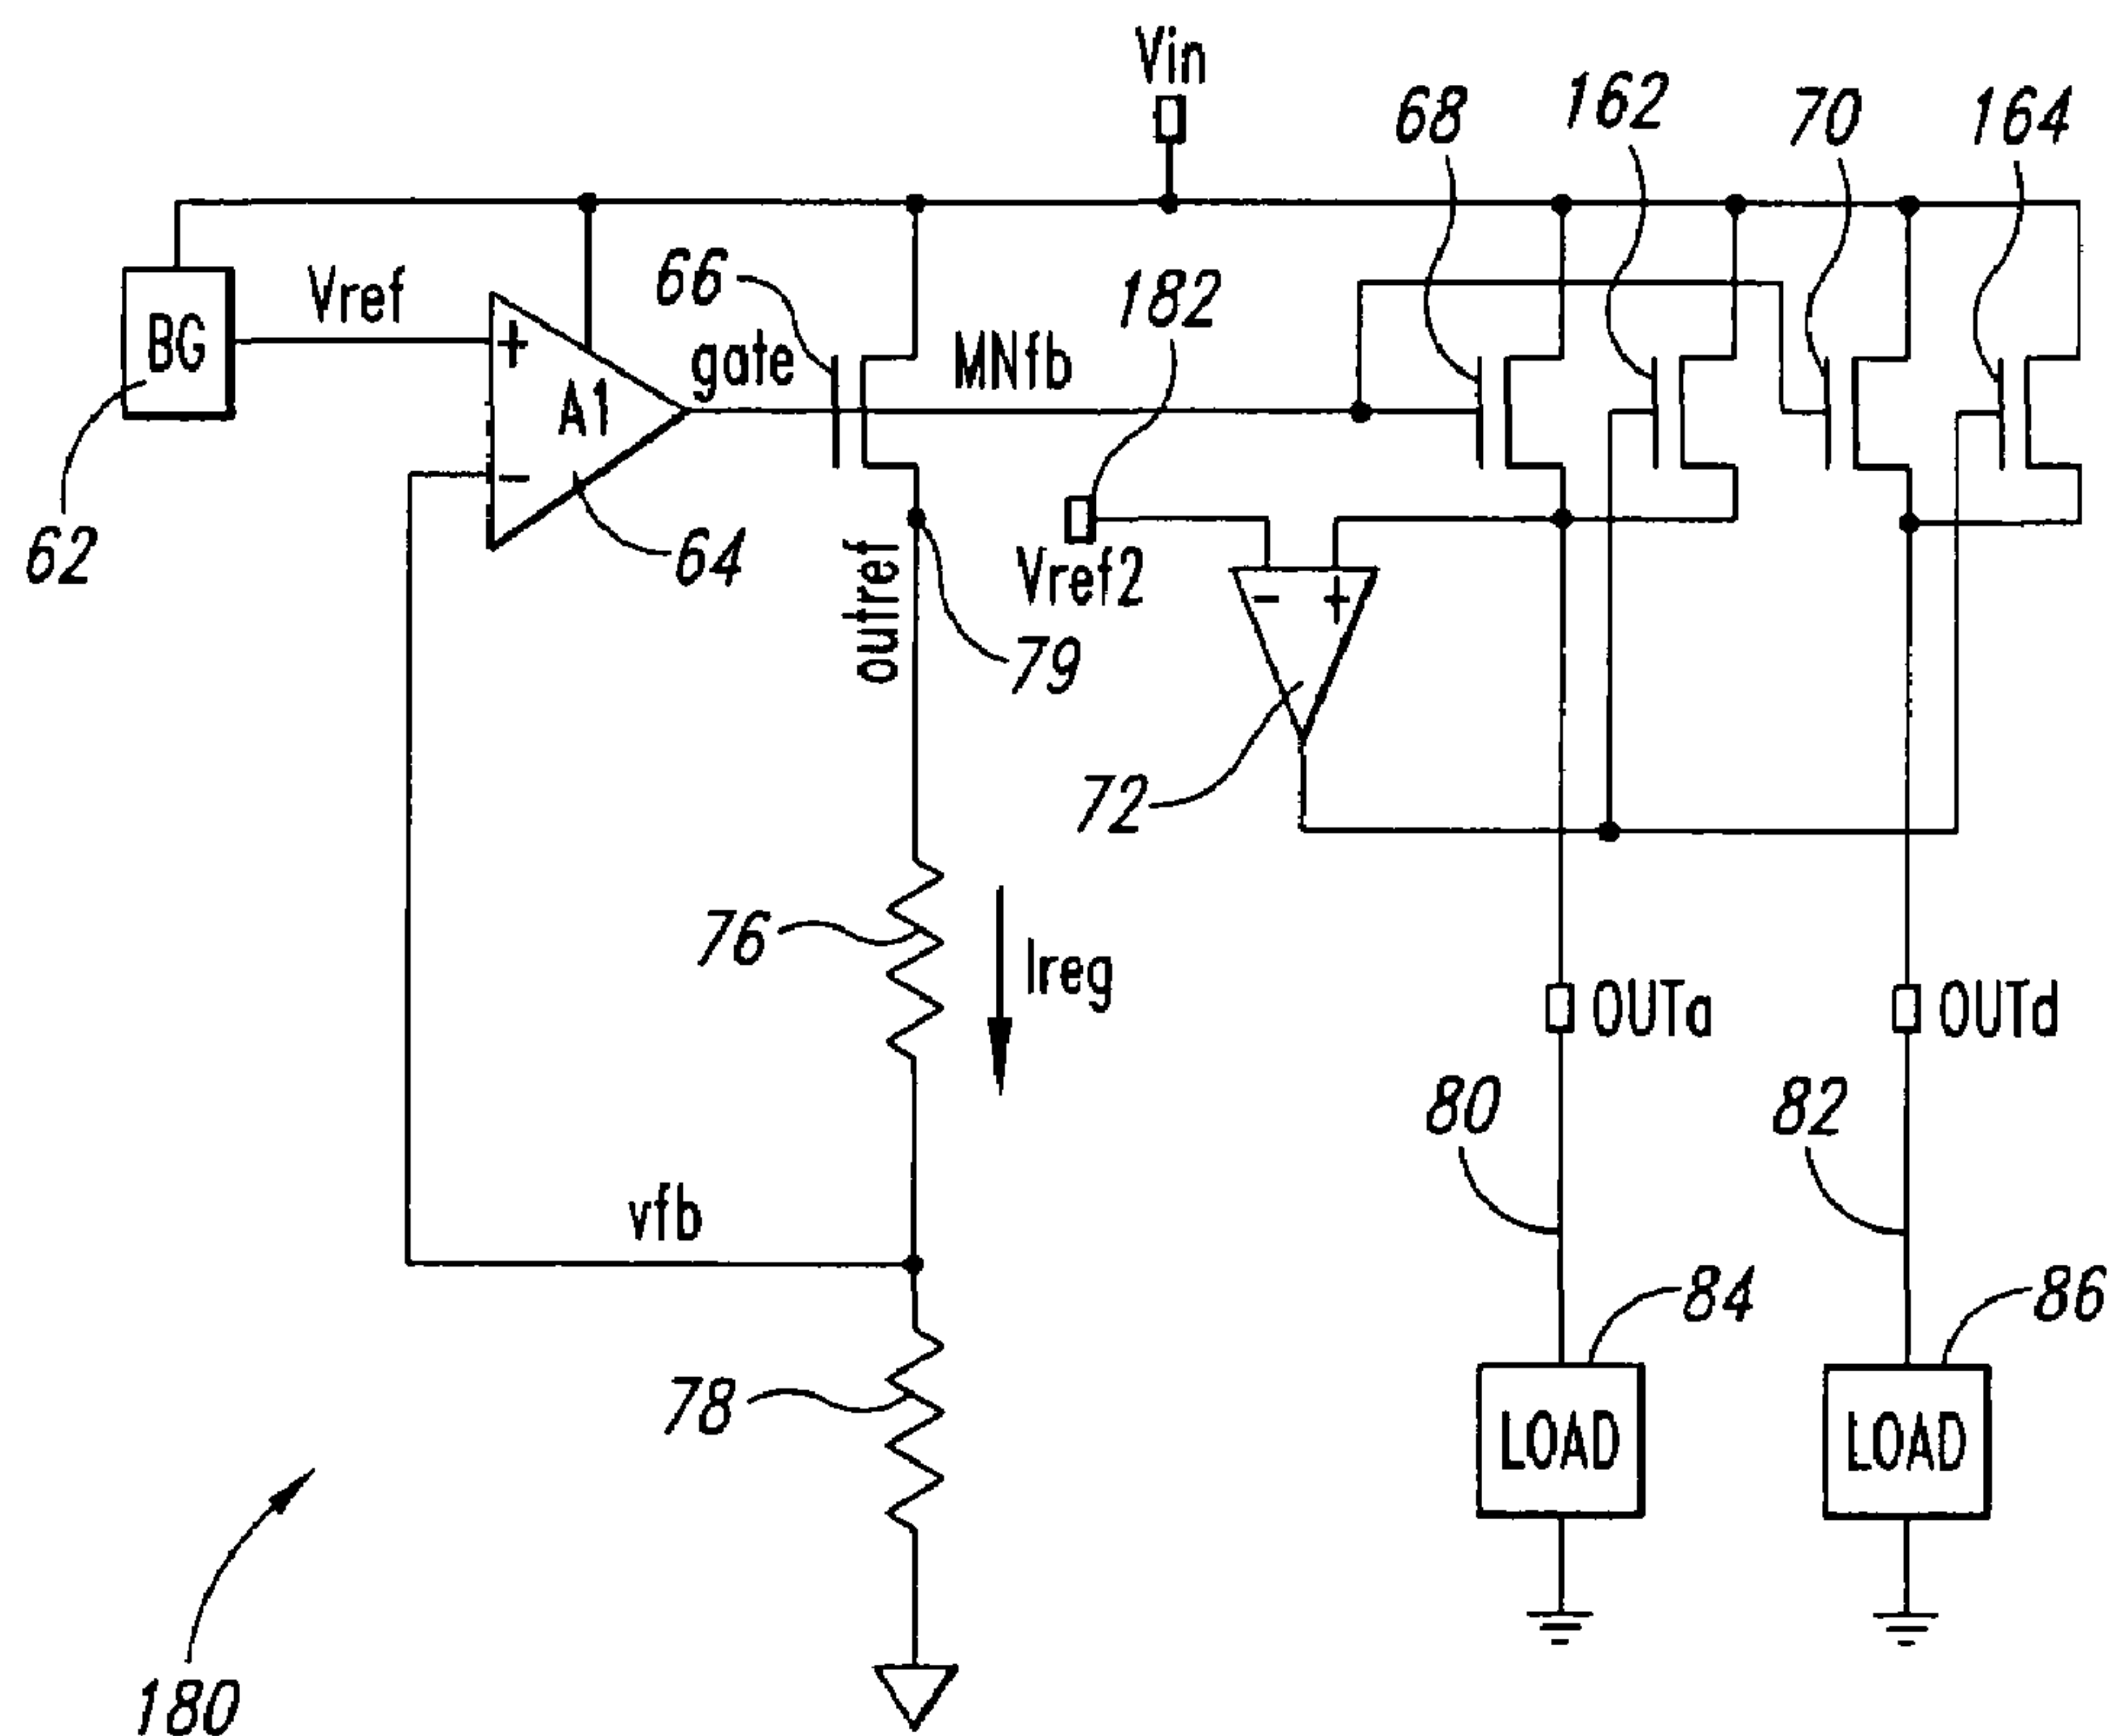 Vin
68
162
70
164
66
182
Vref
BG
+
gate
MNfb
A1
-
62
64
outref
Vref2
-
+
79
72
76
Ireg
OUTa
OUTd
80
82
vfb
84
86
78
LOAD
LOAD
180